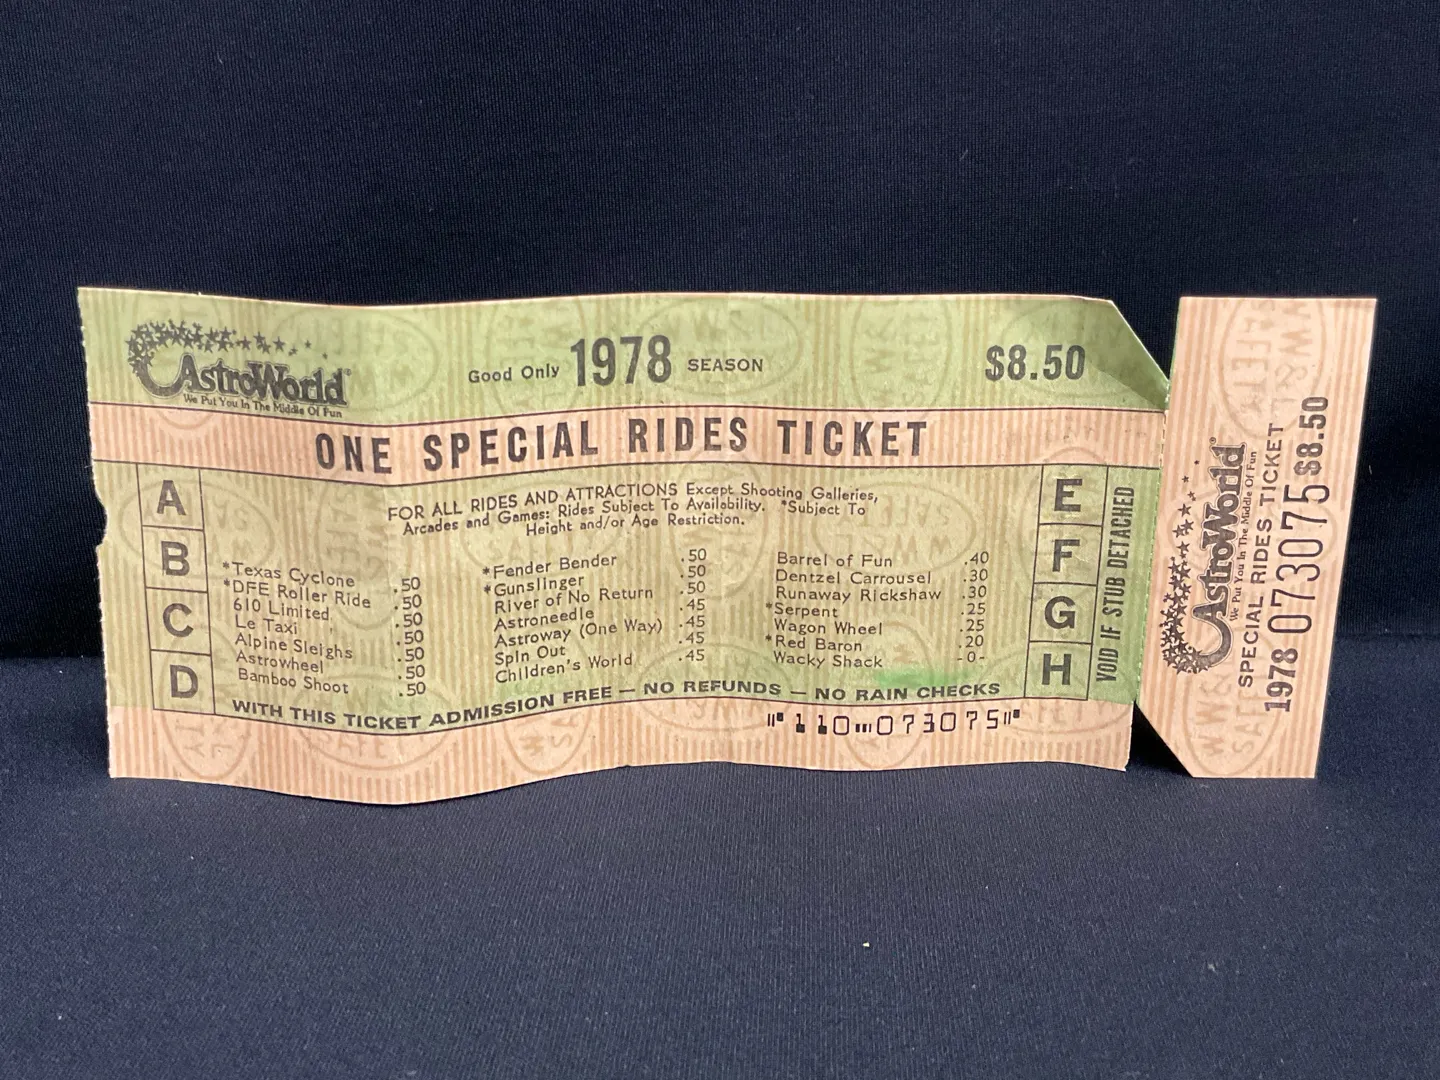 AstroWorld®
We Put You In The Middle Of Fun
Good Only 1978 SEASON
$8.50
ONE SPECIAL RIDES TICKET
A
B
C
D
FOR ALL RIDES AND ATTRACTIONS Except Shooting Galleries,
Arcades and Games: Rides Subject To Availability. *Subject To
Height and/or Age Restriction.
*Texas Cyclone .50
*DFE Roller Ride .50
610 Limited .50
Le Taxi .50
Alpine Sleighs .50
Astrowheel .50
Bamboo Shoot .50
*Fender Bender .50
*Gunslinger .50
River of No Return .50
Astroneedle .45
Astroway (One Way) .45
Spin Out .45
Children's World .45
Barrel of Fun .40
Dentzel Carrousel .30
Runaway Rickshaw .30
*Serpent .25
Wagon Wheel .25
*Red Baron .20
Wacky Shack -0-
WITH THIS TICKET ADMISSION FREE — NO REFUNDS — NO RAIN CHECKS
⑈110⑉073075⑈
E
F
G
H
VOID IF STUB DETACHED
AstroWorld®
We Put You In The Middle Of Fun
SPECIAL RIDES TICKET
1978 073075 $8.50